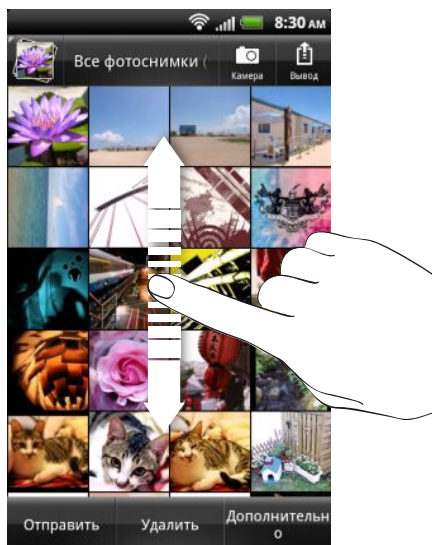 8:30 AM
Все фотоснимки (
Камера
Вывод
Отправить
Удалить
Дополнительн
о